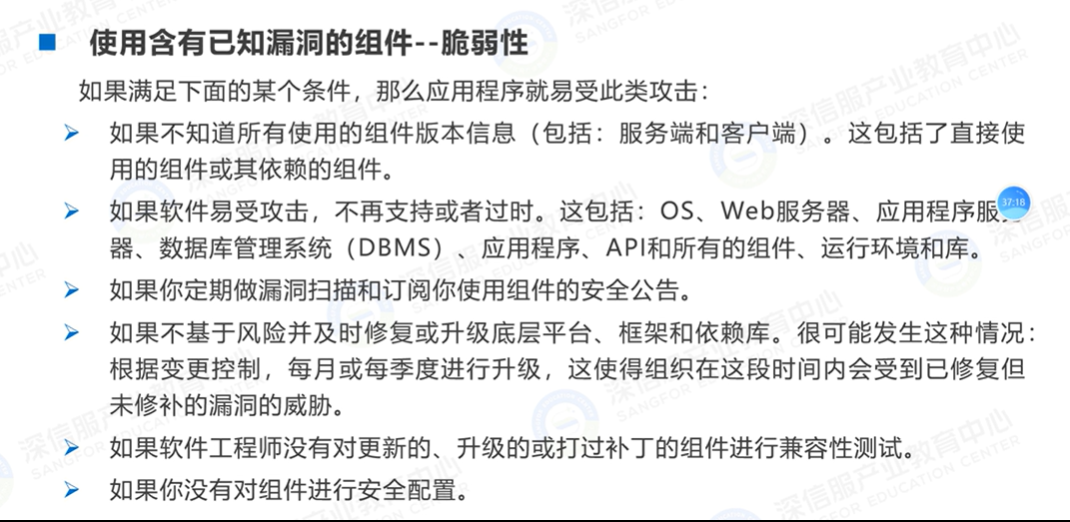 使用含有已知漏洞的组件--脆弱性
如果满足下面的某个条件，那么应用程序就易受此类攻击：
如果不知道所有使用的组件版本信息（包括：服务端和客户端）。这包括了直接使
用的组件或其依赖的组件。
如果软件易受攻击，不再支持或者过时。这包括：OS、Web服务器、应用程序服
37:18
器、数据库管理系统（DBMS）、应用程序、API和所有的组件、运行环境和库。
如果你定期做漏洞扫描和订阅你使用组件的安全公告。
如果不基于风险并及时修复或升级底层平台、框架和依赖库。很可能发生这种情况：
根据变更控制，每月或每季度进行升级，这使得组织在这段时间内会受到已修复但
未修补的漏洞的威胁。
如果软件工程师没有对更新的、升级的或打过补丁的组件进行兼容性测试。
如果你没有对组件进行安全配置。
深信服产业教育中心
SANGFOR EDUCATION CENTER